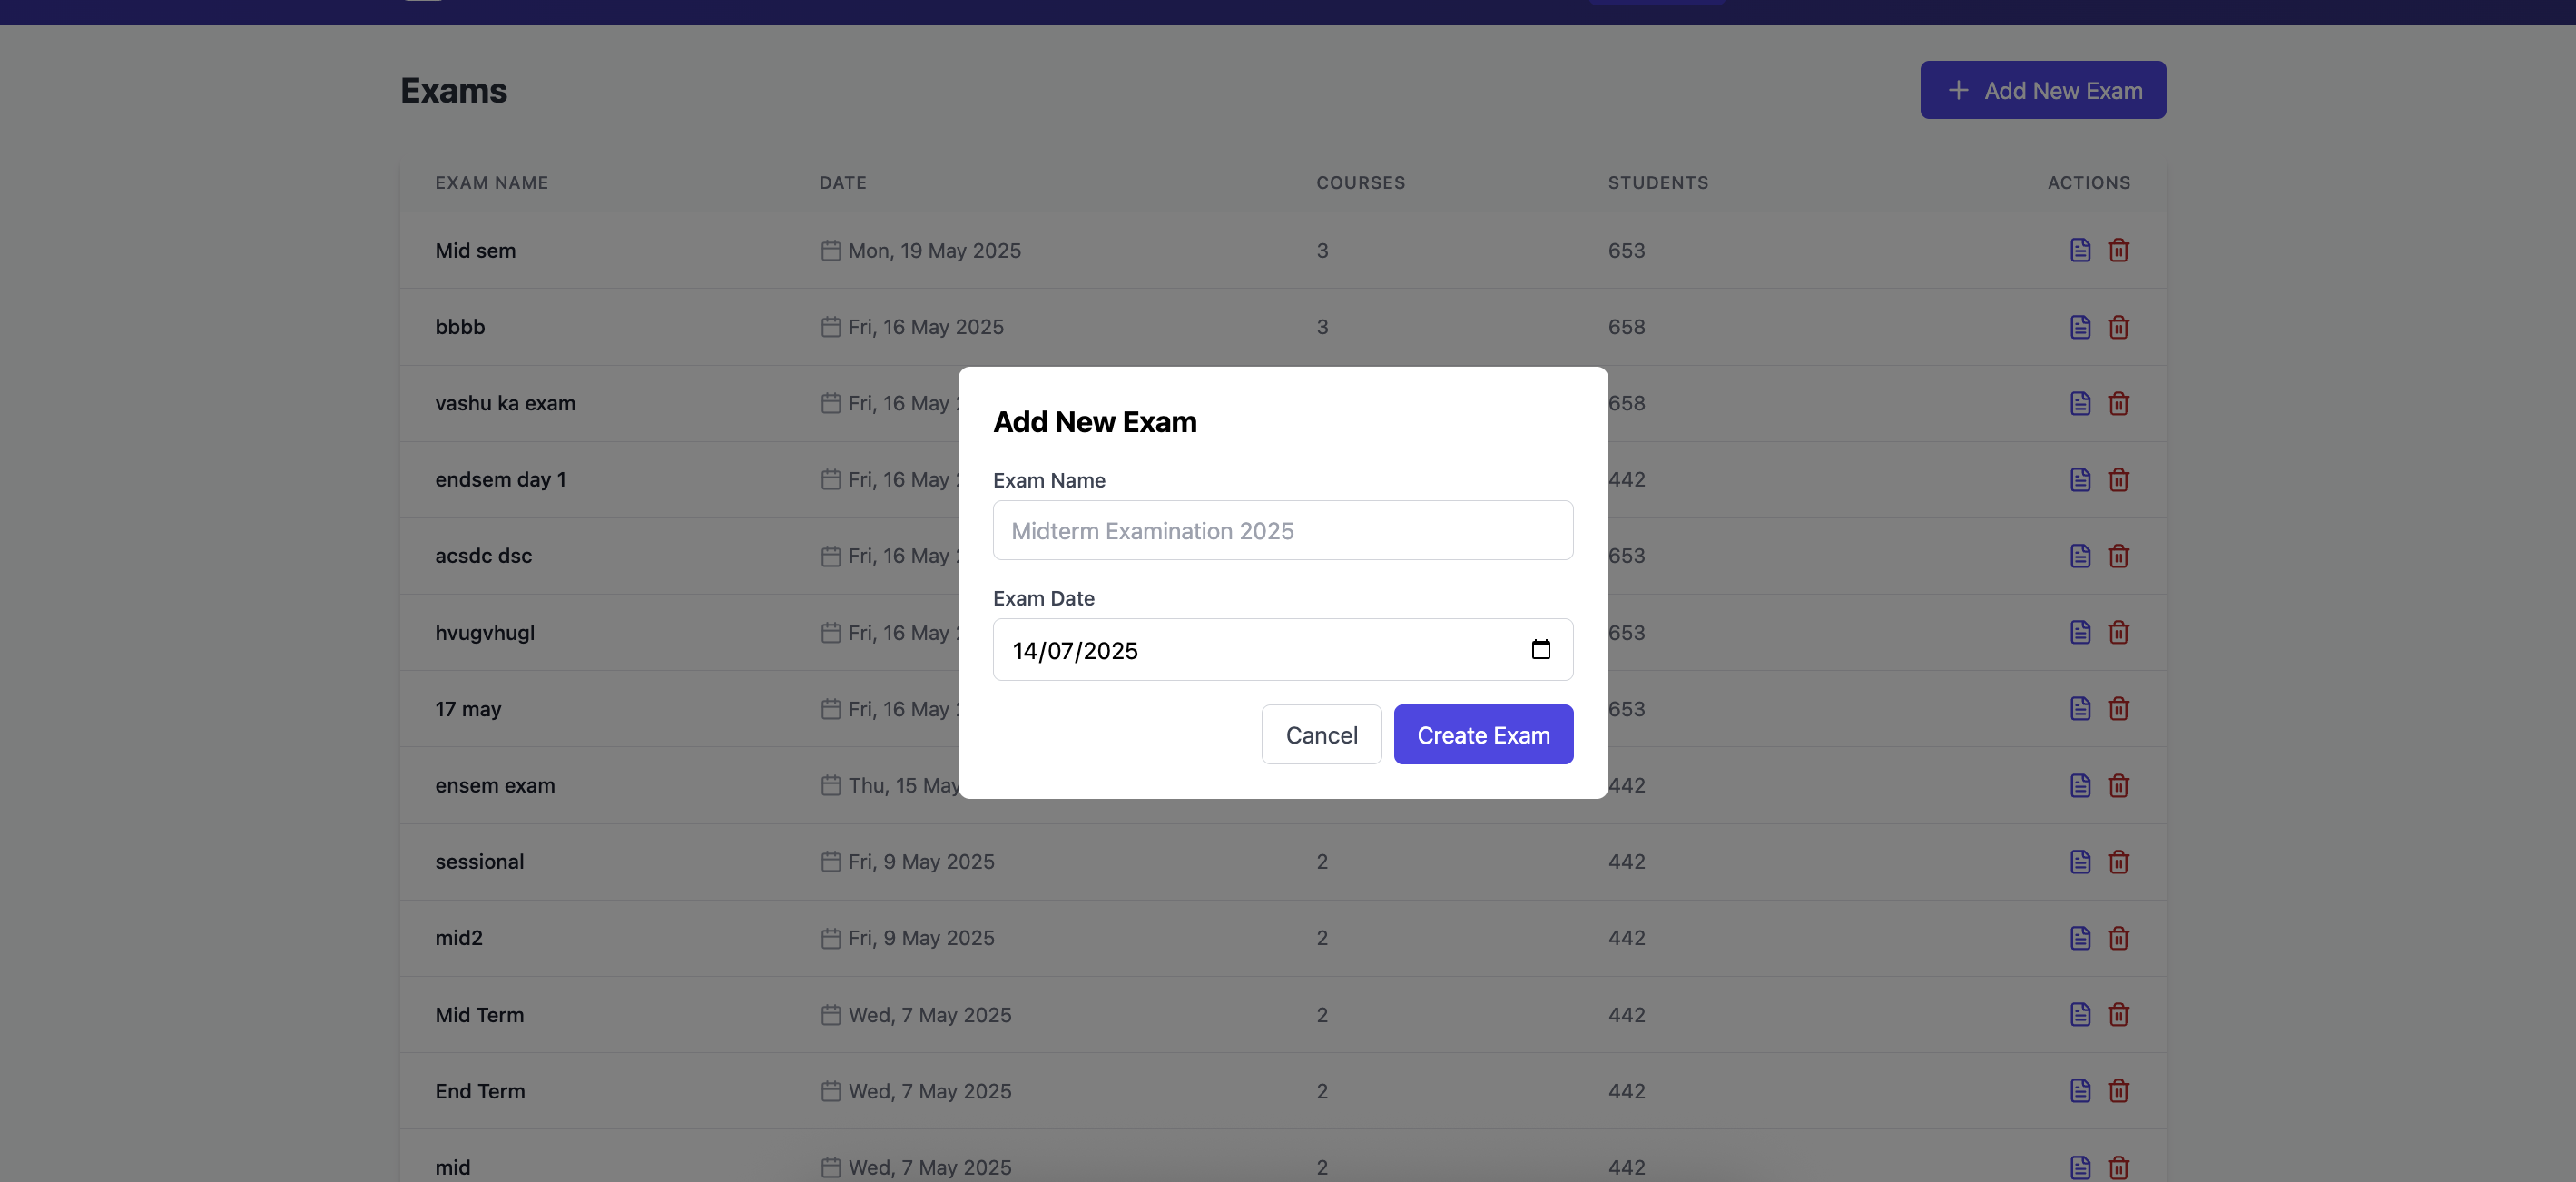 Exams
+ Add New Exam
EXAM NAME DATE COURSES STUDENTS ACTIONS
Mid sem Mon, 19 May 2025 3 653
bbbb Fri, 16 May 2025 3 658
vashu ka exam Fri, 16 May 658
endsem day 1 Fri, 16 May 442
acsdc dsc Fri, 16 May 653
hvugvhugl Fri, 16 May 653
17 may Fri, 16 May 653
ensem exam Thu, 15 May 442
sessional Fri, 9 May 2025 2 442
mid2 Fri, 9 May 2025 2 442
Mid Term Wed, 7 May 2025 2 442
End Term Wed, 7 May 2025 2 442
mid Wed, 7 May 2025 2 442
Add New Exam
Exam Name
Midterm Examination 2025
Exam Date
14/07/2025
Cancel Create Exam